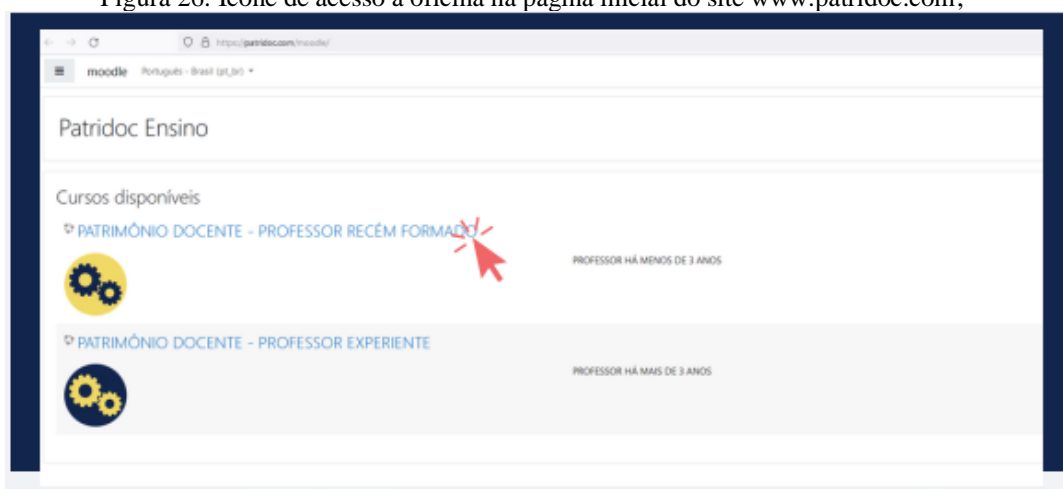 Figura 26. Ícone de acesso à oficina na página inicial do site www.patridoc.com;
https://patridoc.com/moodle/
moodle Português - Brasil (pt_br)
Patridoc Ensino
Cursos disponíveis
PATRIMÔNIO DOCENTE - PROFESSOR RECÉM FORMADO
PROFESSOR HÁ MENOS DE 3 ANOS
PATRIMÔNIO DOCENTE - PROFESSOR EXPERIENTE
PROFESSOR HÁ MAIS DE 3 ANOS